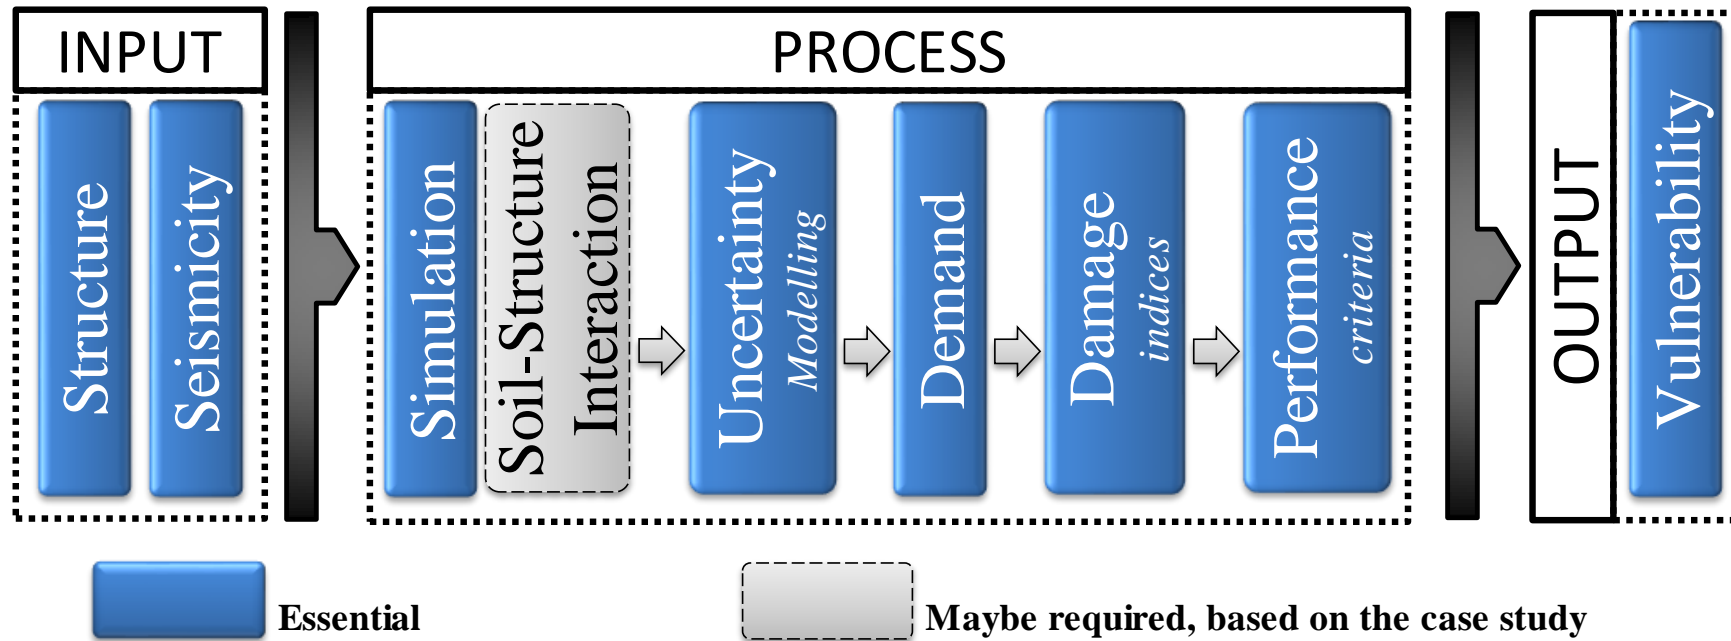 INPUT
Structure
Seismicity
PROCESS
Simulation
Soil-Structure
Interaction
Uncertainty
Modelling
Demand
Damage
indices
Performance
criteria
OUTPUT
Vulnerability
Essential
Maybe required, based on the case study